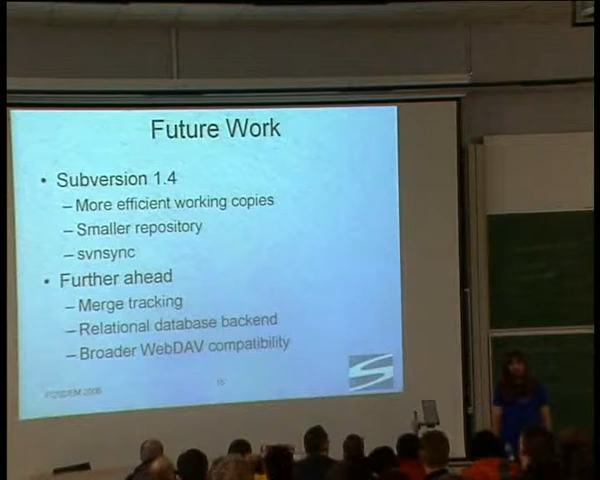 Future Work
• Subversion 1.4
– More efficient working copies
– Smaller repository
– svnsync
• Further ahead
– Merge tracking
– Relational database backend
– Broader WebDAV compatibility
FOSDEM 2006